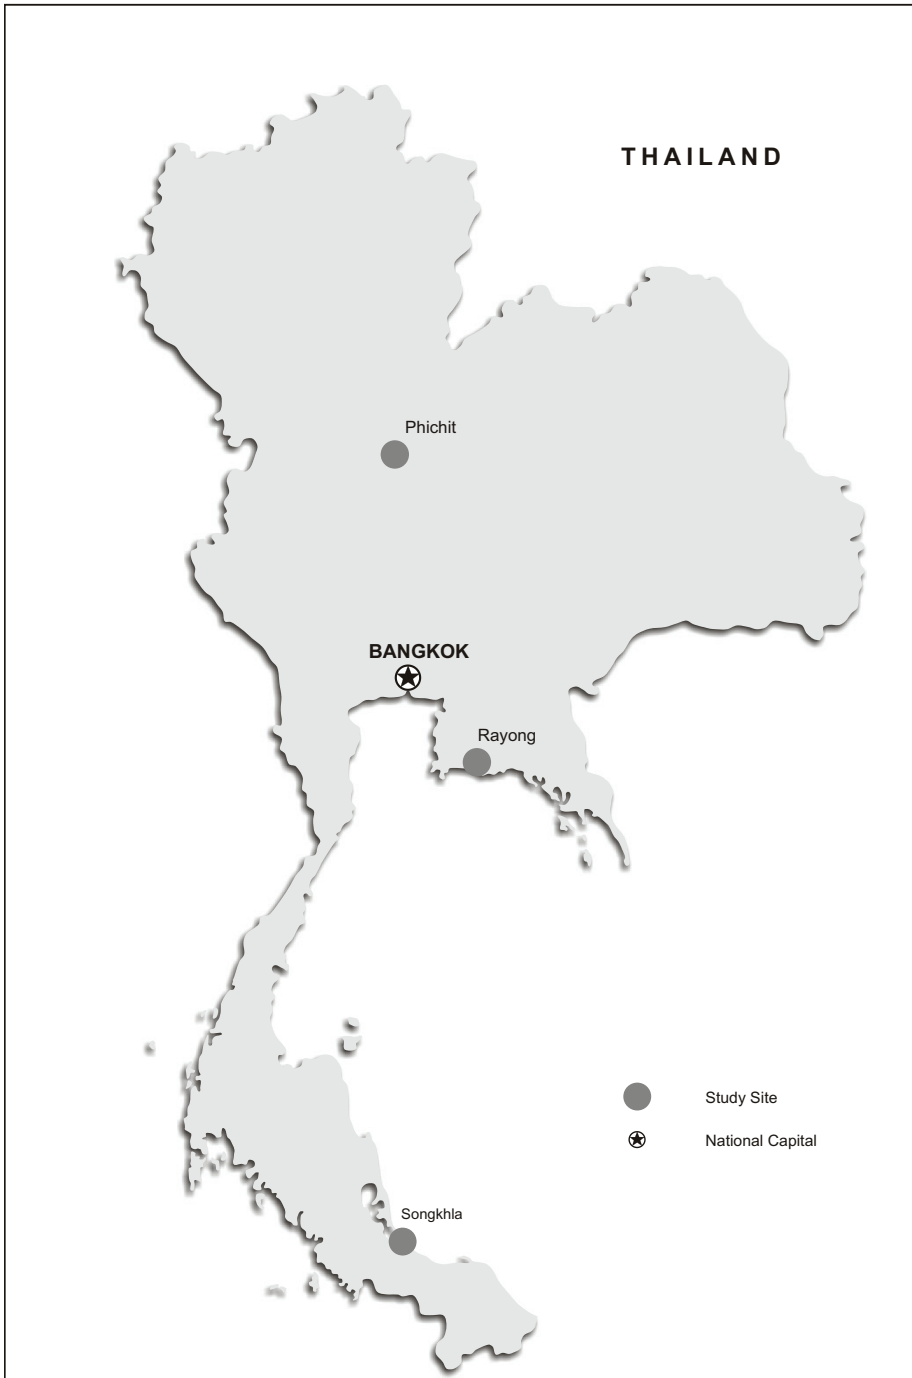 THAILAND
Phichit
BANGKOK
Rayong
Study Site
National Capital
Songkhla